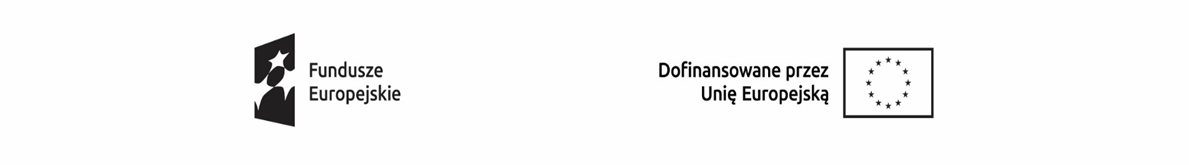 Fundusze
Europejskie
Dofinansowane przez
Unię Europejską